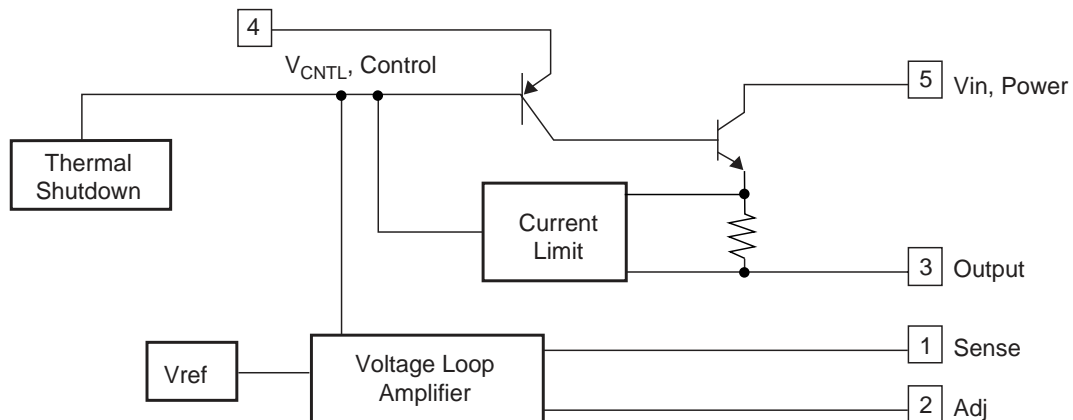 4
V_CNTL, Control
5 Vin, Power
Thermal
Shutdown
Current
Limit
3 Output
1 Sense
Vref
Voltage Loop
Amplifier
2 Adj